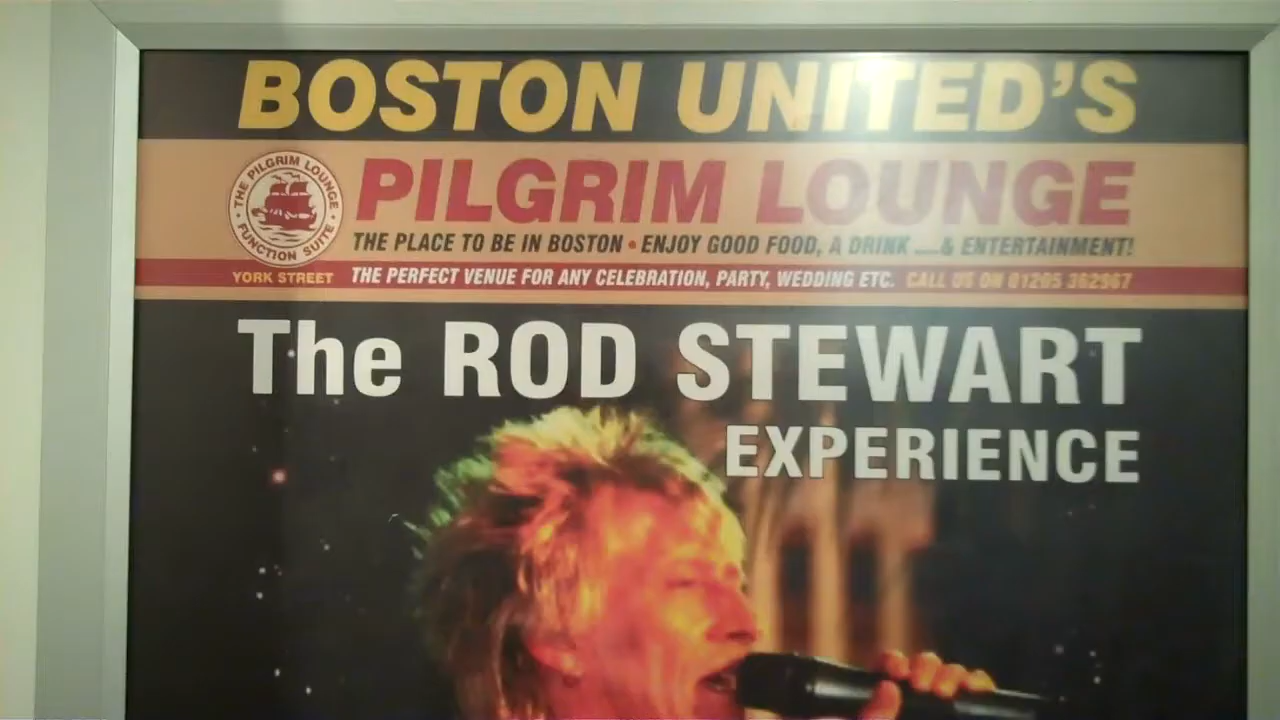 BOSTON UNITED'S
THE PILGRIM LOUNGE
FUNCTION SUITE
PILGRIM LOUNGE
THE PLACE TO BE IN BOSTON • ENJOY GOOD FOOD, A DRINK ....& ENTERTAINMENT!
YORK STREET THE PERFECT VENUE FOR ANY CELEBRATION, PARTY, WEDDING ETC. CALL US ON 01205 362967
The ROD STEWART
EXPERIENCE